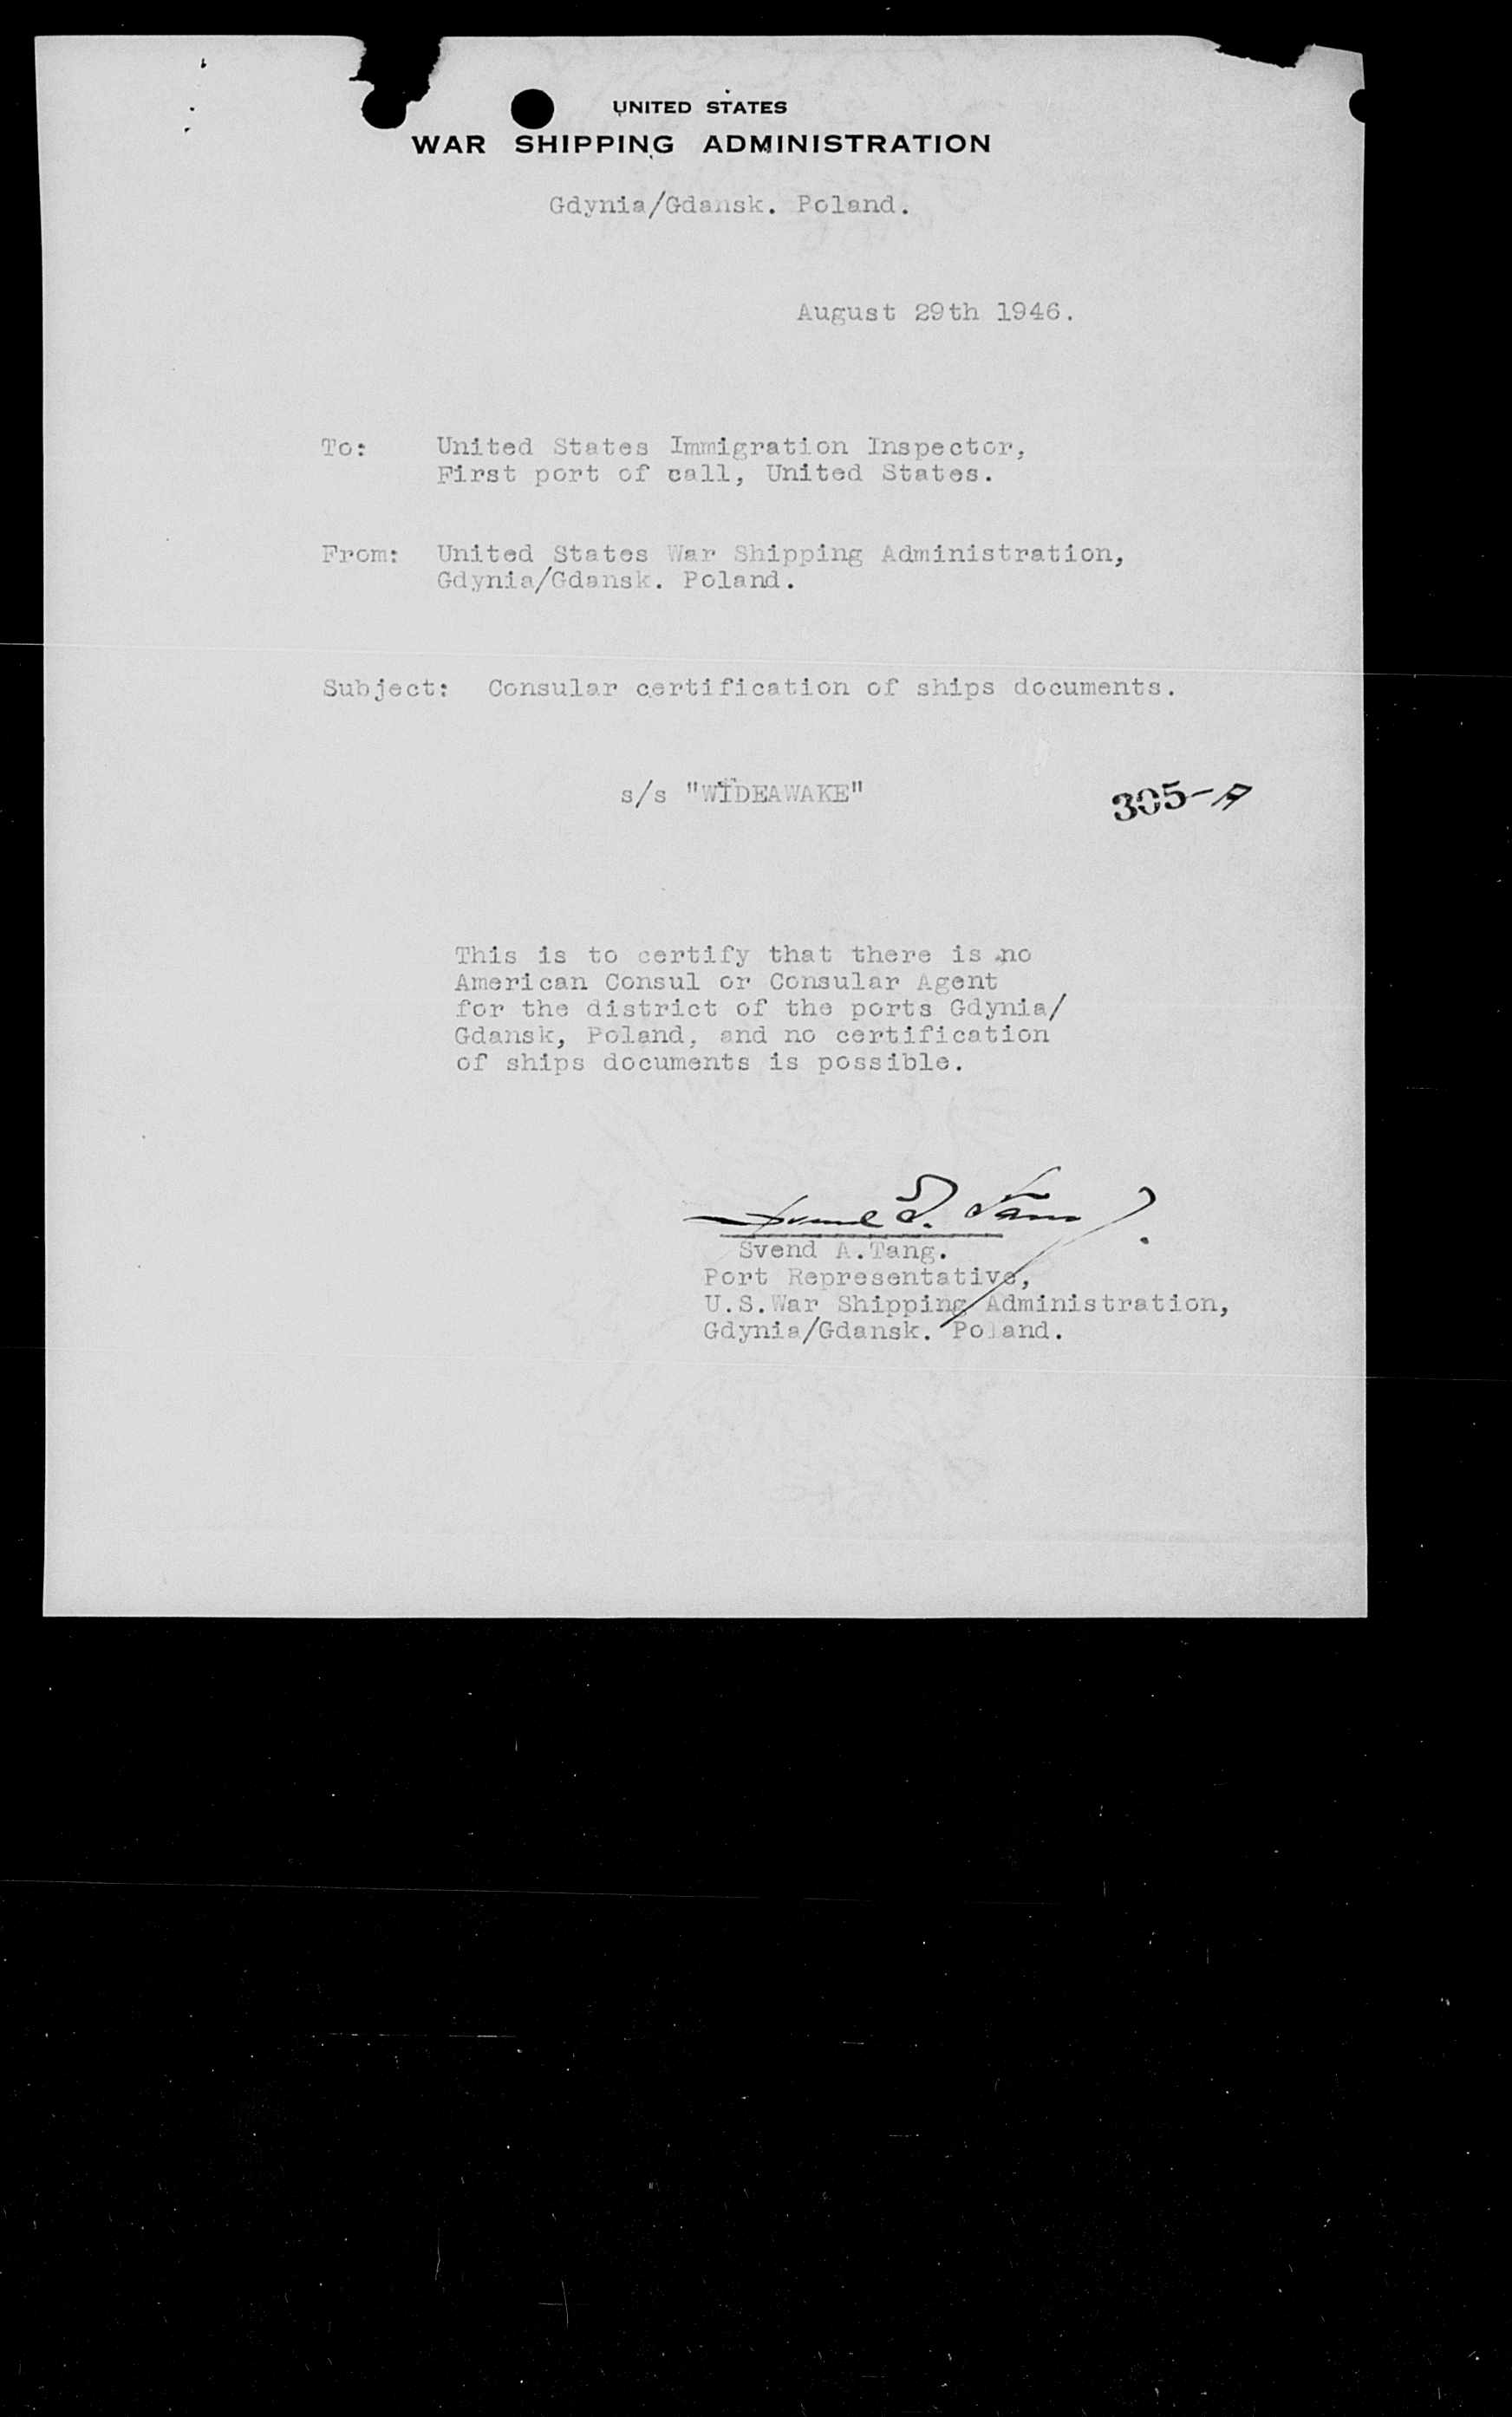 UNITED STATES
WAR SHIPPING ADMINISTRATION
Gdynia/Gdansk. Poland.
August 29th 1946.
To: United States Immigration Inspector,
First port of call, United States.
From: United States War Shipping Administration,
Gdynia/Gdansk. Poland.
Subject: Consular certification of ships documents.
s/s "WIDEAWAKE"
305-A
This is to certify that there is no
American Consul or Consular Agent
for the district of the ports Gdynia/
Gdansk, Poland, and no certification
of ships documents is possible.
Svend A. Tang
Svend A.Tang.
Port Representative,
U.S.War Shipping Administration,
Gdynia/Gdansk. Poland.